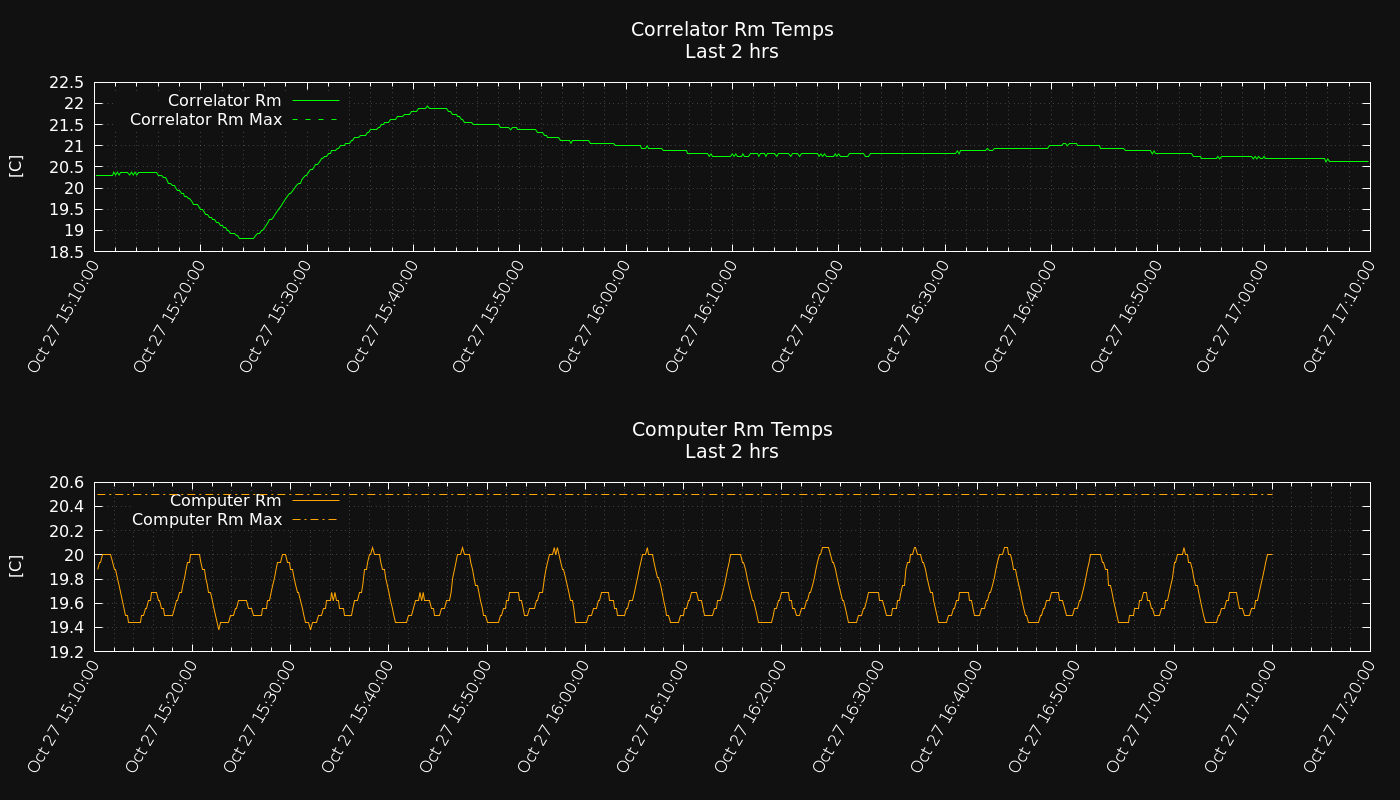 Correlator Rm Temps
Last 2 hrs
22.5
22
21.5
21
20.5
20
19.5
19
18.5
[C]
Correlator Rm
Correlator Rm Max
Oct 27 15:10:00
Oct 27 15:20:00
Oct 27 15:30:00
Oct 27 15:40:00
Oct 27 15:50:00
Oct 27 16:00:00
Oct 27 16:10:00
Oct 27 16:20:00
Oct 27 16:30:00
Oct 27 16:40:00
Oct 27 16:50:00
Oct 27 17:00:00
Oct 27 17:10:00
Computer Rm Temps
Last 2 hrs
20.6
20.4
20.2
20
19.8
19.6
19.4
19.2
[C]
Computer Rm
Computer Rm Max
Oct 27 15:10:00
Oct 27 15:20:00
Oct 27 15:30:00
Oct 27 15:40:00
Oct 27 15:50:00
Oct 27 16:00:00
Oct 27 16:10:00
Oct 27 16:20:00
Oct 27 16:30:00
Oct 27 16:40:00
Oct 27 16:50:00
Oct 27 17:00:00
Oct 27 17:10:00
Oct 27 17:20:00